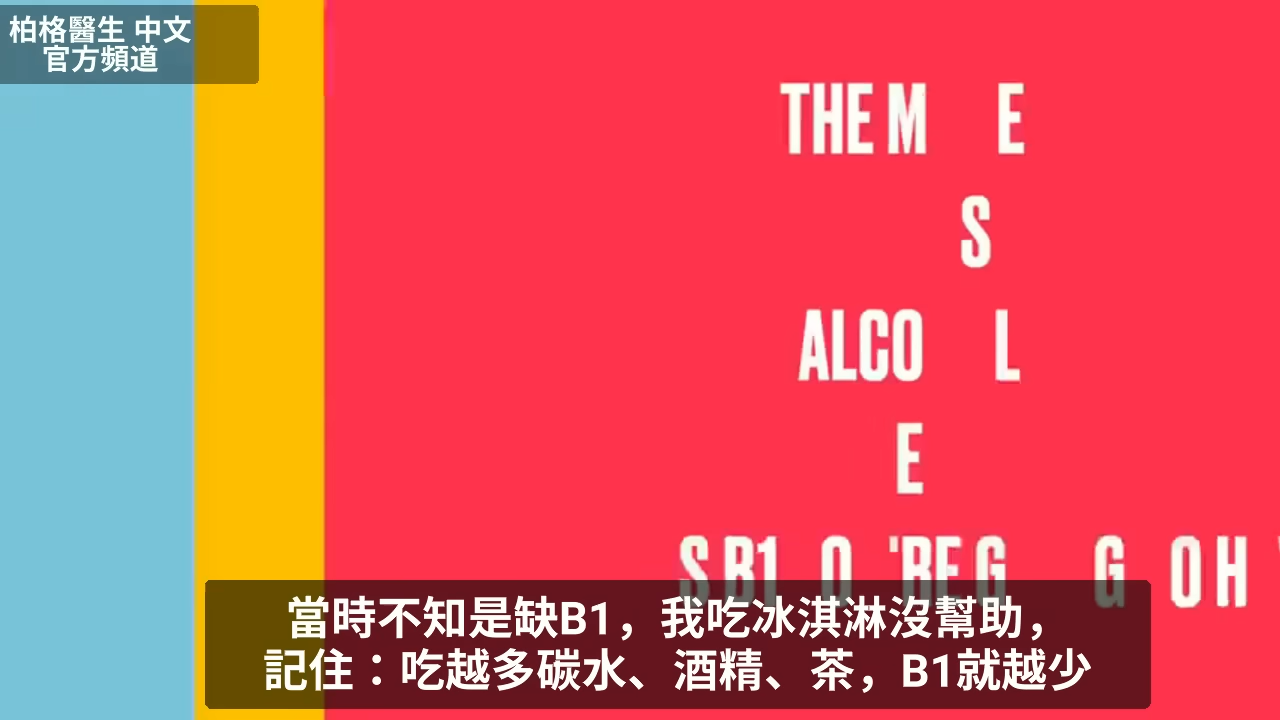 柏格醫生 中文
官方頻道
THE M E
S
ALCO L
E
S B1 O 'BE G G O H
當時不知是缺B1，我吃冰淇淋沒幫助，
記住：吃越多碳水、酒精、茶，B1就越少